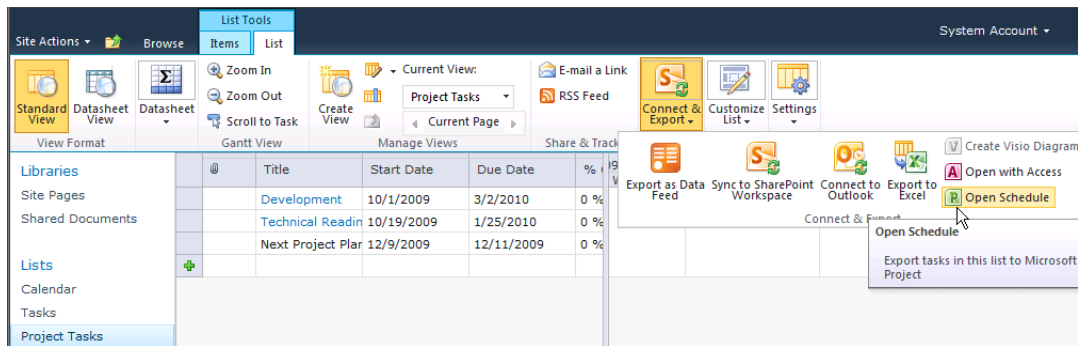 List Tools
System Account
Site Actions Browse Items List
Standard View
Datasheet View
Datasheet
Zoom In
Zoom Out
Scroll to Task
Create View
Current View:
Project Tasks
Current Page
E-mail a Link
RSS Feed
Connect & Export
Customize List
Settings
View Format
Gantt View
Manage Views
Share & Track
Export as Data Feed
Sync to SharePoint Workspace
Connect to Outlook
Export to Excel
Create Visio Diagram
Open with Access
Open Schedule
Connect & Export
Open Schedule
Export tasks in this list to Microsoft Project
Libraries
Site Pages
Shared Documents
Lists
Calendar
Tasks
Project Tasks
Title Start Date Due Date %
Development 10/1/2009 3/2/2010 0 %
Technical Readin 10/19/2009 1/25/2010 0 %
Next Project Plan 12/9/2009 12/11/2009 0 %